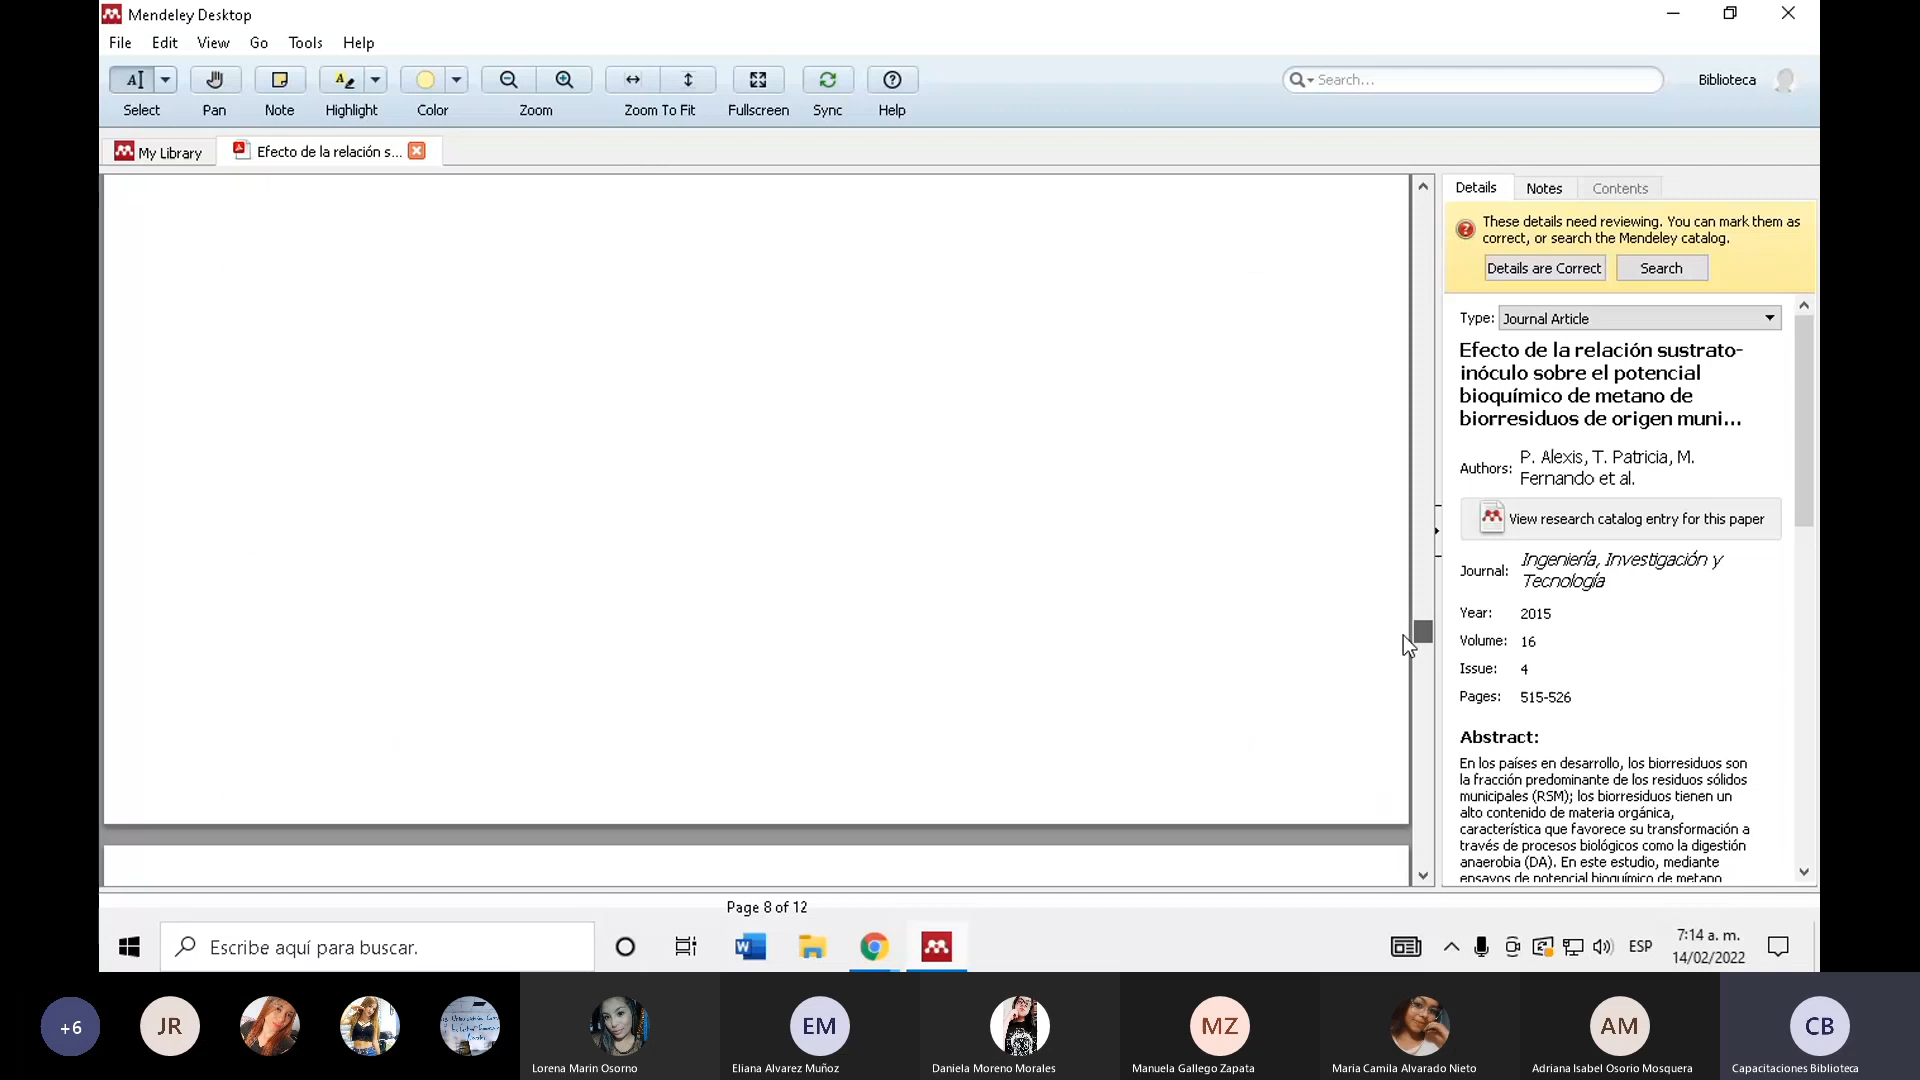 Mendeley Desktop
File Edit View Go Tools Help
Select Pan Note Highlight Color Zoom Zoom To Fit Fullscreen Sync Help
Search...
Biblioteca
My Library
Efecto de la relación s...
Details Notes Contents
These details need reviewing. You can mark them as
correct, or search the Mendeley catalog.
Details are Correct Search
Type: Journal Article
Efecto de la relación sustrato-
inóculo sobre el potencial
bioquímico de metano de
biorresiduos de origen muni...
Authors: P. Alexis, T. Patricia, M.
Fernando et al.
View research catalog entry for this paper
Journal: Ingeniería, Investigación y
Tecnología
Year: 2015
Volume: 16
Issue: 4
Pages: 515-526
Abstract:
En los países en desarrollo, los biorresiduos son
la fracción predominante de los residuos sólidos
municipales (RSM); los biorresiduos tienen un
alto contenido de materia orgánica,
característica que favorece su transformación a
través de procesos biológicos como la digestión
anaerobia (DA). En este estudio, mediante
ensayos de potencial bioquímico de metano
Page 8 of 12
Escribe aquí para buscar.
ESP
7:14 a. m.
14/02/2022
+6
JR
EM
MZ
AM
CB
Lorena Marin Osorno
Eliana Alvarez Muñoz
Daniela Moreno Morales
Manuela Gallego Zapata
Maria Camila Alvarado Nieto
Adriana Isabel Osorio Mosquera
Capacitaciones Biblioteca